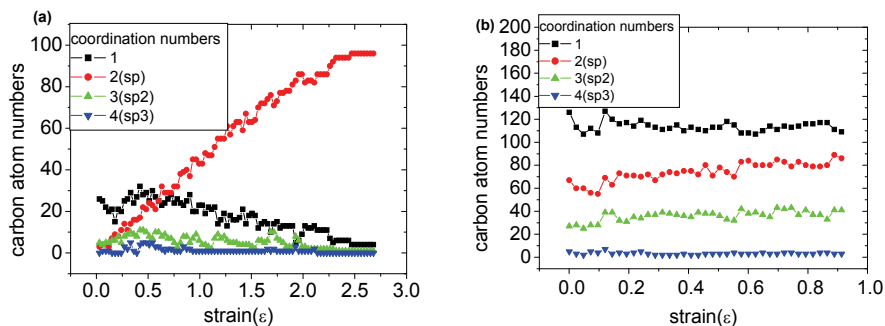 (a)
coordination numbers
1
2(sp)
3(sp2)
4(sp3)
100
80
60
40
20
0
carbon atom numbers
0.0 0.5 1.0 1.5 2.0 2.5 3.0
strain(ε)
(b)
coordination numbers
1
2(sp)
3(sp2)
4(sp3)
200
180
160
140
120
100
80
60
40
20
0
carbon atom numbers
0.0 0.2 0.4 0.6 0.8 1.0
strain(ε)